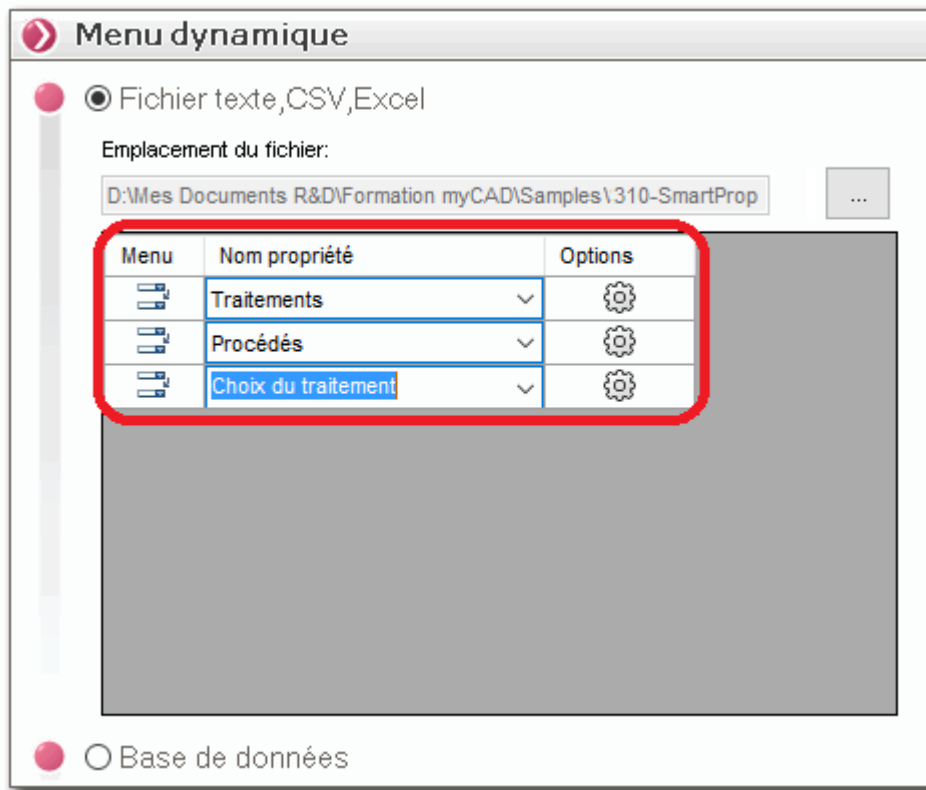 Menu dynamique
Fichier texte,CSV,Excel
Emplacement du fichier:
D:\Mes Documents R&D\Formation myCAD\Samples\310-SmartProp
...
Menu Nom propriété Options
Traitements
Procédés
Choix du traitement
Base de données